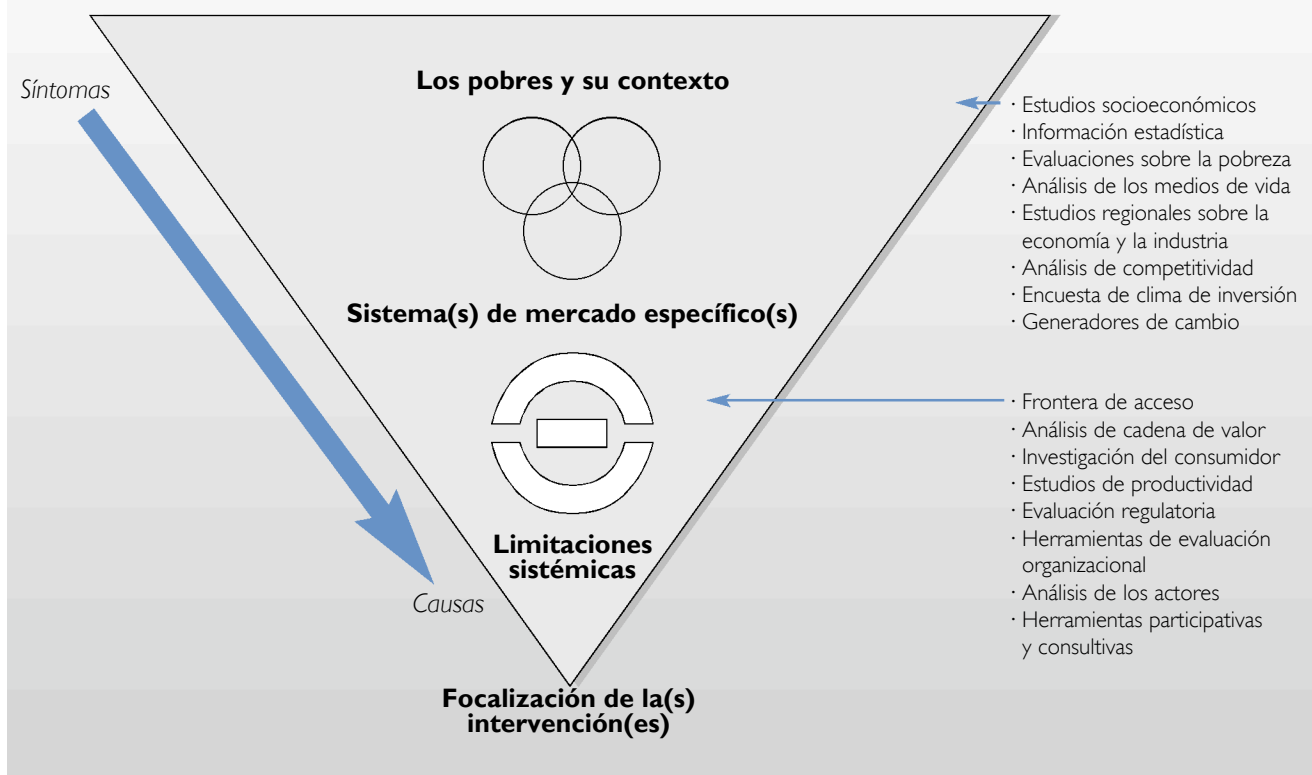 Síntomas
Los pobres y su contexto
Sistema(s) de mercado específico(s)
Limitaciones
sistémicas
Causas
Focalización de la(s)
intervención(es)
· Estudios socioeconómicos
· Información estadística
· Evaluaciones sobre la pobreza
· Análisis de los medios de vida
· Estudios regionales sobre la
economía y la industria
· Análisis de competitividad
· Encuesta de clima de inversión
· Generadores de cambio
· Frontera de acceso
· Análisis de cadena de valor
· Investigación del consumidor
· Estudios de productividad
· Evaluación regulatoria
· Herramientas de evaluación
organizacional
· Análisis de los actores
· Herramientas participativas
y consultivas